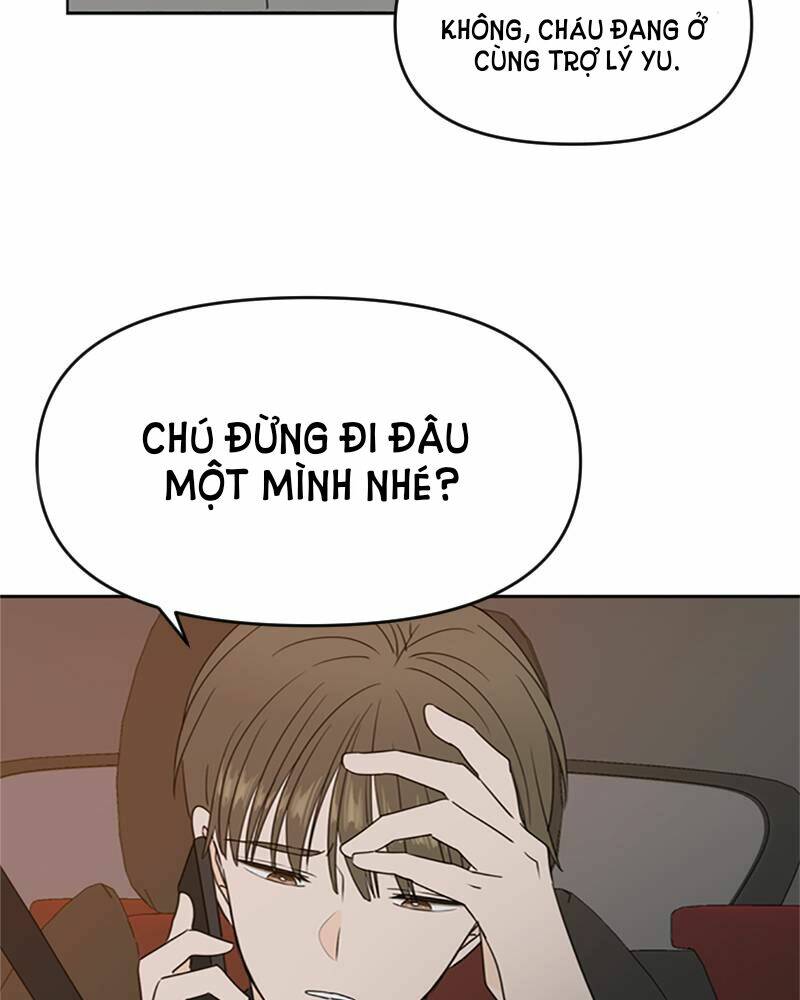 KHÔNG, CHÁU ĐANG Ở
CÙNG TRỢ LÝ YU.
CHÚ ĐỪNG ĐI ĐÂU
MỘT MÌNH NHÉ?